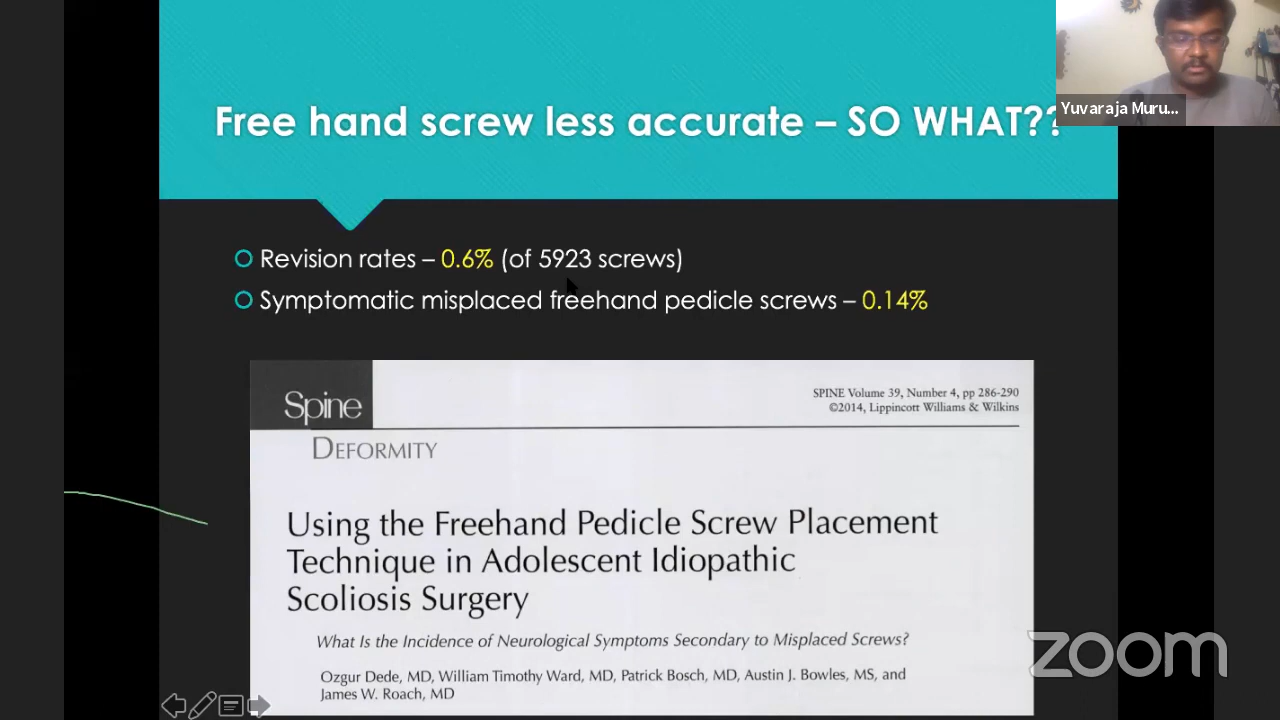 Free hand screw less accurate – SO WHAT??
Yuvaraja Muru...
Revision rates – 0.6% (of 5923 screws)
Symptomatic misplaced freehand pedicle screws – 0.14%
Spine
SPINE Volume 39, Number 4, pp 286-290
©2014, Lippincott Williams & Wilkins
DEFORMITY
Using the Freehand Pedicle Screw Placement
Technique in Adolescent Idiopathic
Scoliosis Surgery
What Is the Incidence of Neurological Symptoms Secondary to Misplaced Screws?
Ozgur Dede, MD, William Timothy Ward, MD, Patrick Bosch, MD, Austin J. Bowles, MS, and
James W. Roach, MD
zoom